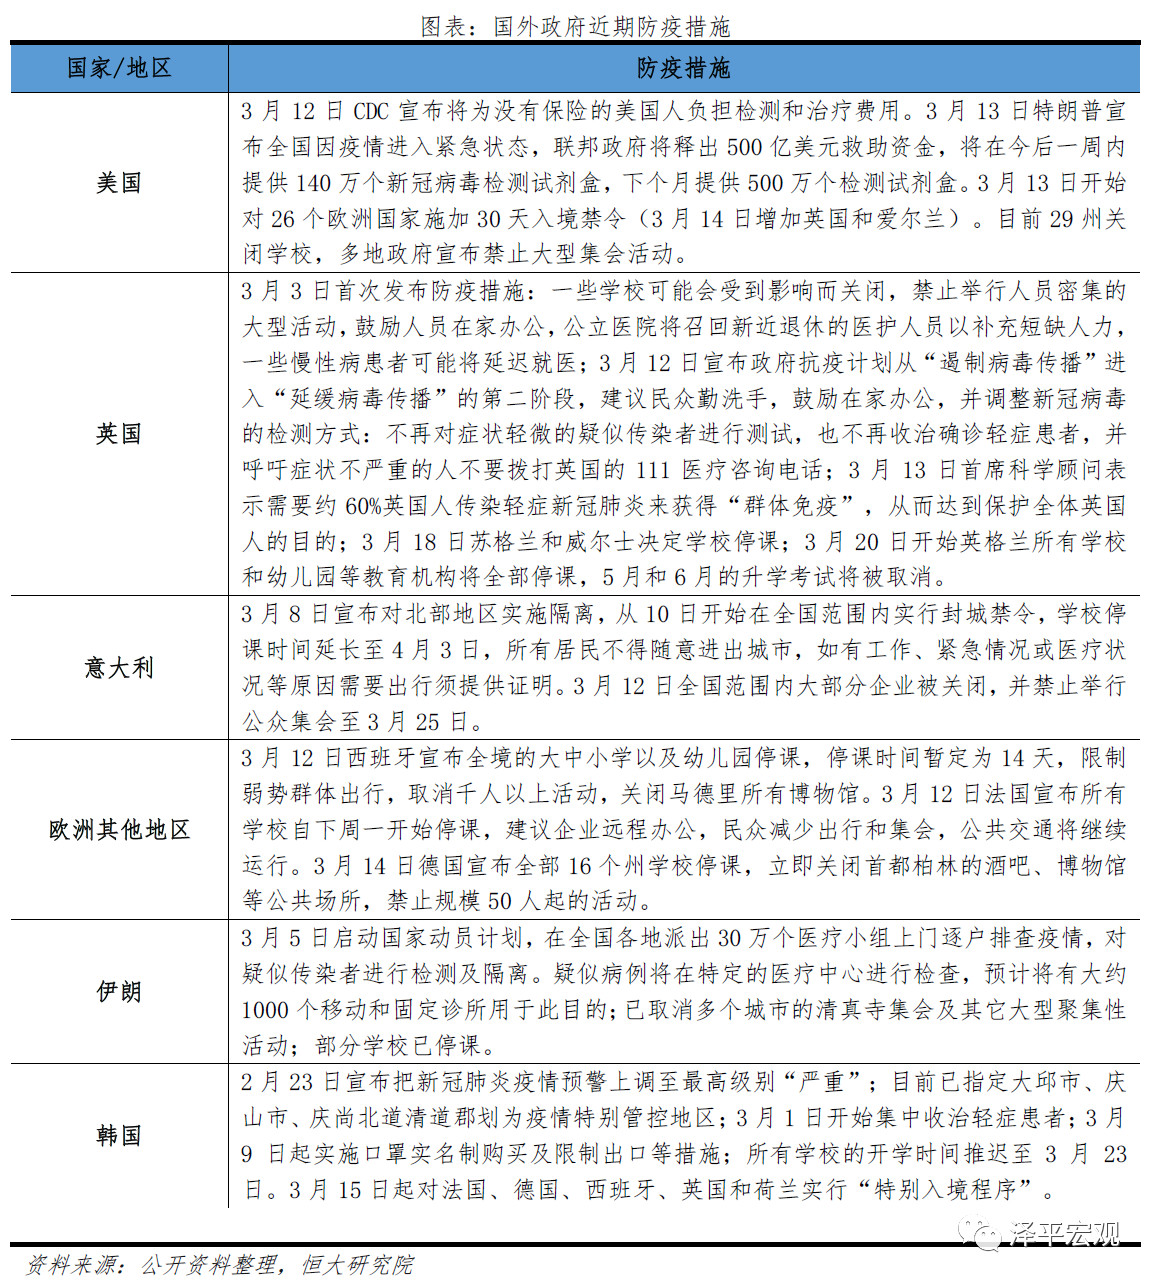 图表：国外政府近期防疫措施
国家/地区
防疫措施
美国
3 月 12 日 CDC 宣布将为没有保险的美国人负担检测和治疗费用。3 月 13 日特朗普宣
布全国因疫情进入紧急状态，联邦政府将释出 500 亿美元救助资金，将在今后一周内
提供 140 万个新冠病毒检测试剂盒，下个月提供 500 万个检测试剂盒。3 月 13 日开始
对 26 个欧洲国家施加 30 天入境禁令（3 月 14 日增加英国和爱尔兰）。目前 29 州关
闭学校，多地政府宣布禁止大型集会活动。
英国
3 月 3 日首次发布防疫措施：一些学校可能会受到影响而关闭，禁止举行人员密集的
大型活动，鼓励人员在家办公，公立医院将召回新近退休的医护人员以补充短缺人力，
一些慢性病患者可能将延迟就医；3 月 12 日宣布政府抗疫计划从“遏制病毒传播”进
入“延缓病毒传播”的第二阶段，建议民众勤洗手，鼓励在家办公，并调整新冠病毒
的检测方式：不再对症状轻微的疑似传染者进行测试，也不再收治确诊轻症患者，并
呼吁症状不严重的人不要拨打英国的 111 医疗咨询电话；3 月 13 日首席科学顾问表
示需要约 60%英国人传染轻症新冠肺炎来获得“群体免疫”，从而达到保护全体英国
人的目的；3 月 18 日苏格兰和威尔士决定学校停课；3 月 20 日开始英格兰所有学校
和幼儿园等教育机构将全部停课，5 月和 6 月的升学考试将被取消。
意大利
3 月 8 日宣布对北部地区实施隔离，从 10 日开始在全国范围内实行封城禁令，学校停
课时间延长至 4 月 3 日，所有居民不得随意进出城市，如有工作、紧急情况或医疗状
况等原因需要出行须提供证明。3 月 12 日全国范围内大部分企业被关闭，并禁止举行
公众集会至 3 月 25 日。
欧洲其他地区
3 月 12 日西班牙宣布全境的大中小学以及幼儿园停课，停课时间暂定为 14 天，限制
弱势群体出行，取消千人以上活动，关闭马德里所有博物馆。3 月 12 日法国宣布所有
学校自下周一开始停课，建议企业远程办公，民众减少出行和集会，公共交通将继续
运行。3 月 14 日德国宣布全部 16 个州学校停课，立即关闭首都柏林的酒吧、博物馆
等公共场所，禁止规模 50 人起的活动。
伊朗
3 月 5 日启动国家动员计划，在全国各地派出 30 万个医疗小组上门逐户排查疫情，对
疑似传染者进行检测及隔离。疑似病例将在特定的医疗中心进行检查，预计将有大约
1000 个移动和固定诊所用于此目的；已取消多个城市的清真寺集会及其它大型聚集性
活动；部分学校已停课。
韩国
2 月 23 日宣布把新冠肺炎疫情预警上调至最高级别“严重”；目前已指定大邱市、庆
山市、庆尚北道清道郡划为疫情特别管控地区；3 月 1 日开始集中收治轻症患者；3 月
9 日起实施口罩实名制购买及限制出口等措施；所有学校的开学时间推迟至 3 月 23
日。3 月 15 日起对法国、德国、西班牙、英国和荷兰实行“特别入境程序”。
泽平宏观
资料来源：公开资料整理，恒大研究院